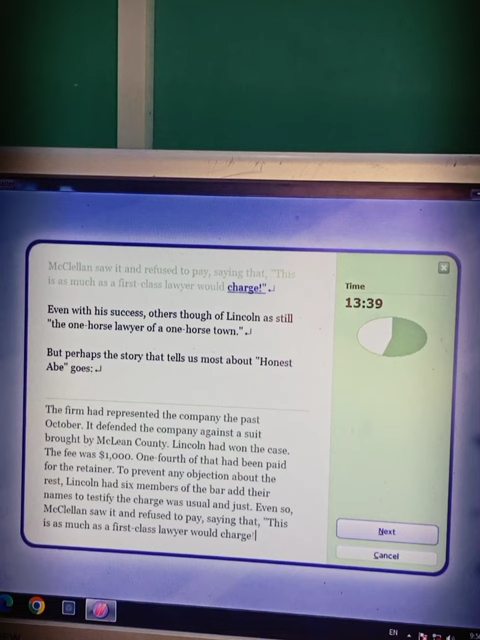 McClellan saw it and refused to pay, saying that, "This
is as much as a first-class lawyer would charge!".↵
Even with his success, others though of Lincoln as still
"the one-horse lawyer of a one-horse town.".↵
But perhaps the story that tells us most about "Honest
Abe" goes:.↵
The firm had represented the company the past
October. It defended the company against a suit
brought by McLean County. Lincoln had won the case.
The fee was $1,000. One-fourth of that had been paid
for the retainer. To prevent any objection about the
rest, Lincoln had six members of the bar add their
names to testify the charge was usual and just. Even so,
McClellan saw it and refused to pay, saying that, "This
is as much as a first-class lawyer would charge!
Time
13:39
Next
Cancel
EN